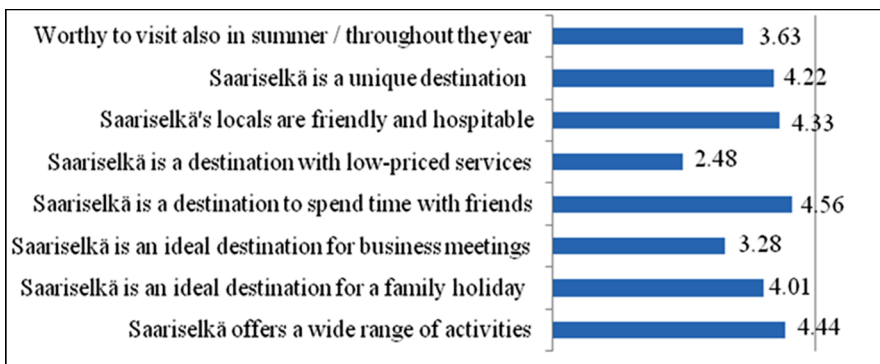 Worthy to visit also in summer / throughout the year 3.63
Saariselkä is a unique destination 4.22
Saariselkä's locals are friendly and hospitable 4.33
Saariselkä is a destination with low-priced services 2.48
Saariselkä is a destination to spend time with friends 4.56
Saariselkä is an ideal destination for business meetings 3.28
Saariselkä is an ideal destination for a family holiday 4.01
Saariselkä offers a wide range of activities 4.44